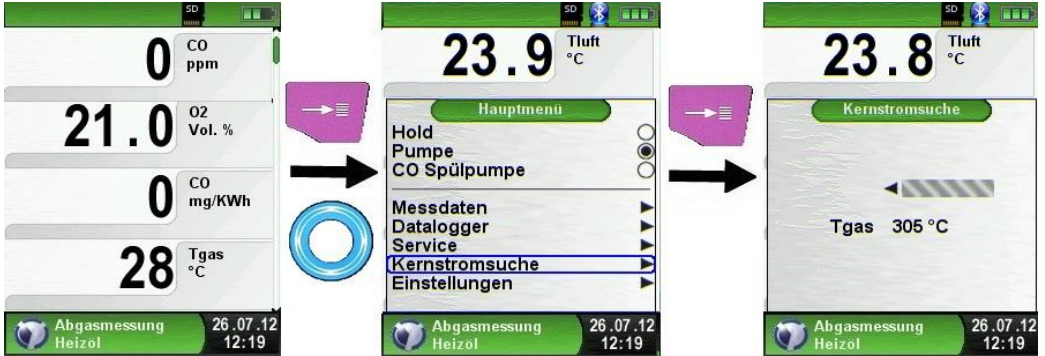 SD
0 CO
ppm
21.0 O2
Vol. %
0 CO
mg/KWh
28 Tgas
°C
Abgasmessung 26.07.12
Heizöl 12:19
SD
23.9 Tluft
°C
Hauptmenü
Hold
Pumpe
CO Spülpumpe
Messdaten
Datalogger
Service
Kernstromsuche
Einstellungen
Abgasmessung 26.07.12
Heizöl 12:19
SD
23.8 Tluft
°C
Kernstromsuche
Tgas 305 °C
Abgasmessung 26.07.12
Heizöl 12:19